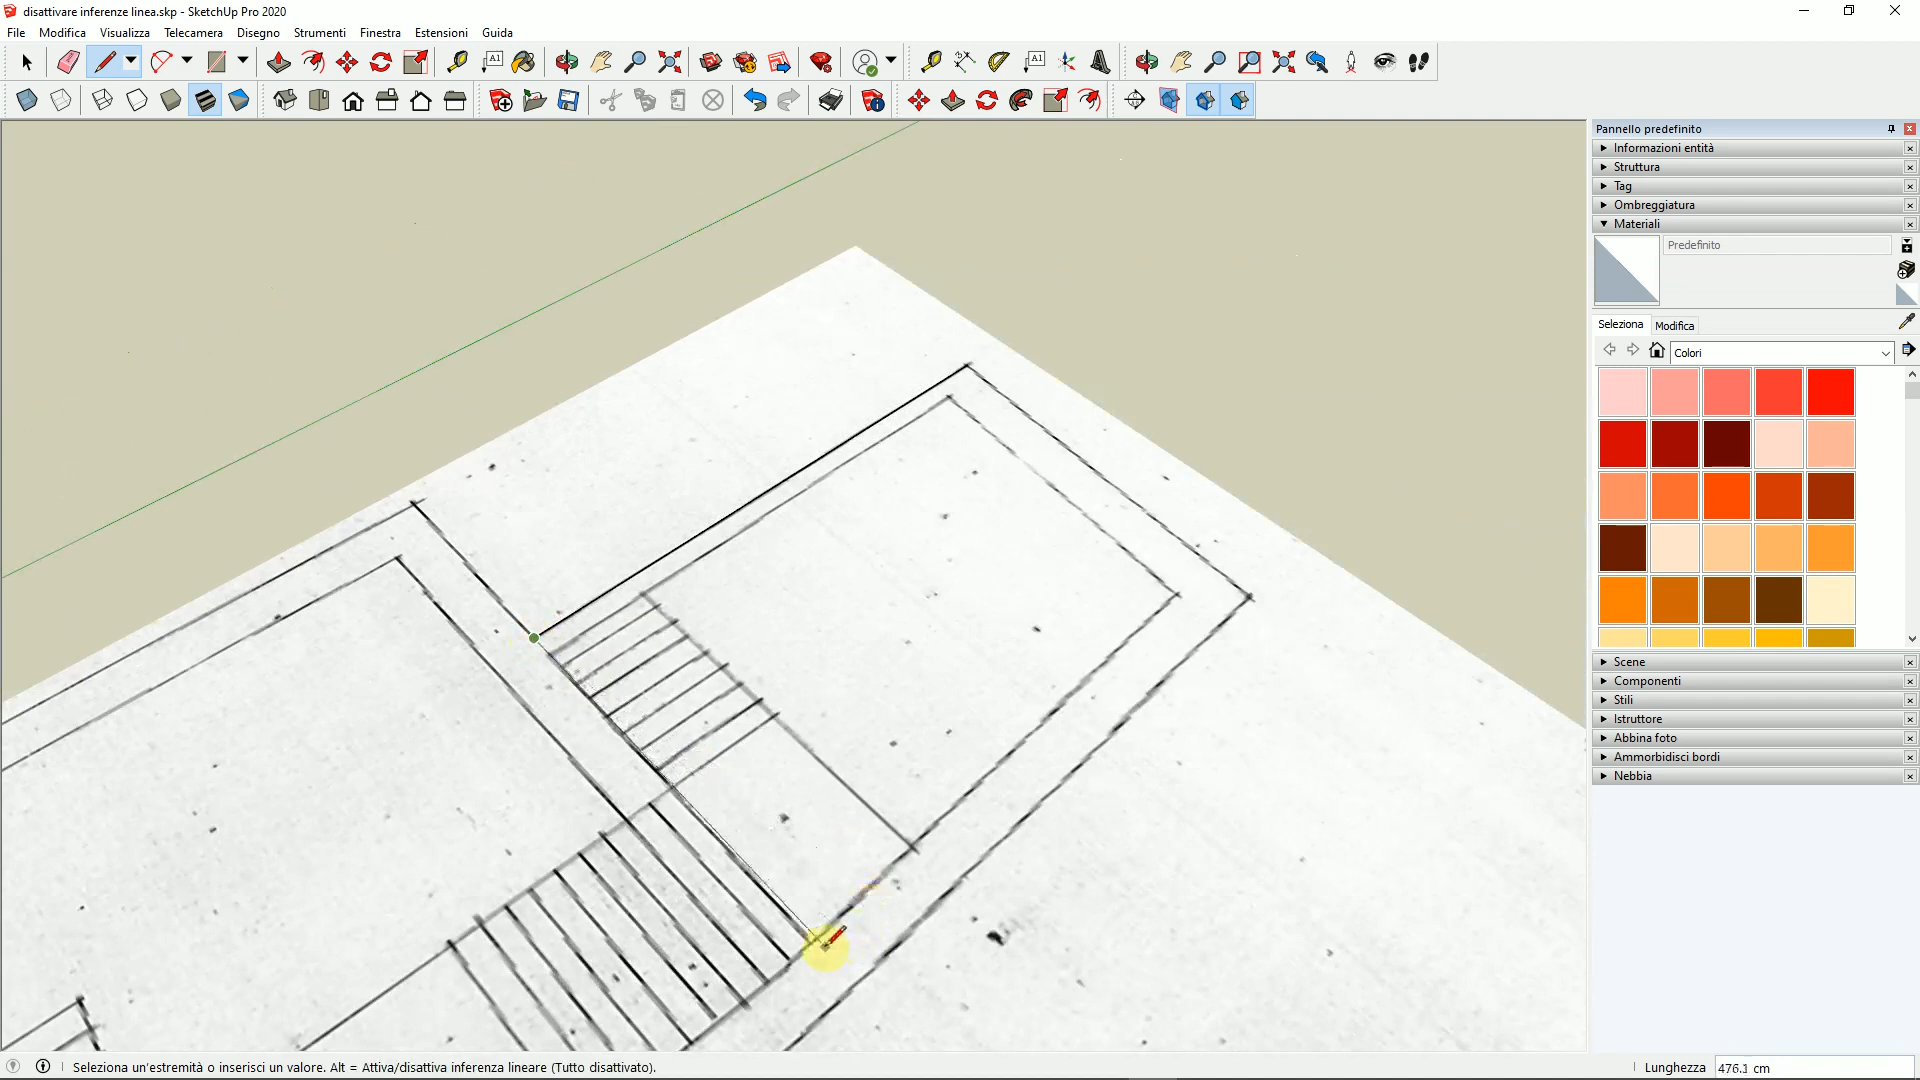 disattivare inferenze linea.skp - SketchUp Pro 2020
File Modifica Visualizza Telecamera Disegno Strumenti Finestra Estensioni Guida
A1
A1
Pannello predefinito
Informazioni entità
Struttura
Tag
Ombreggiatura
Materiali
Predefinito
Seleziona Modifica
Colori
Scene
Componenti
Stili
Istruttore
Abbina foto
Ammorbidisci bordi
Nebbia
Seleziona un'estremità o inserisci un valore. Alt = Attiva/disattiva inferenza lineare (Tutto disattivato).
Lunghezza 476.1 cm